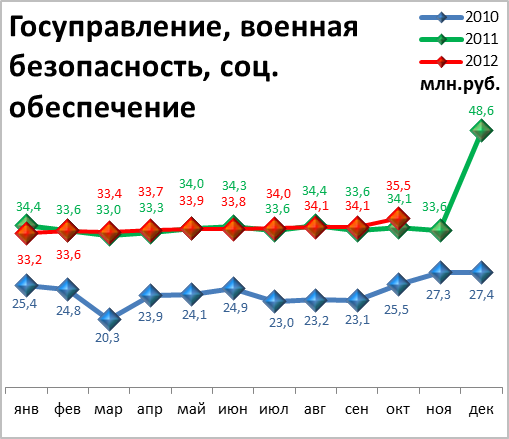 Госуправление, военная
безопасность, соц.
обеспечение
2010
2011
2012
млн.руб.
48,6
34,4 33,6 33,4 33,7 34,0 34,3 34,0 34,4 33,6 35,5
33,0 33,3 33,9 33,8 33,6 34,1 34,1 34,1 33,6
33,2 33,6
25,4 24,8 20,3 23,9 24,1 24,9 23,0 23,2 23,1 25,5 27,3 27,4
янв фев мар апр май июн июл авг сен окт ноя дек